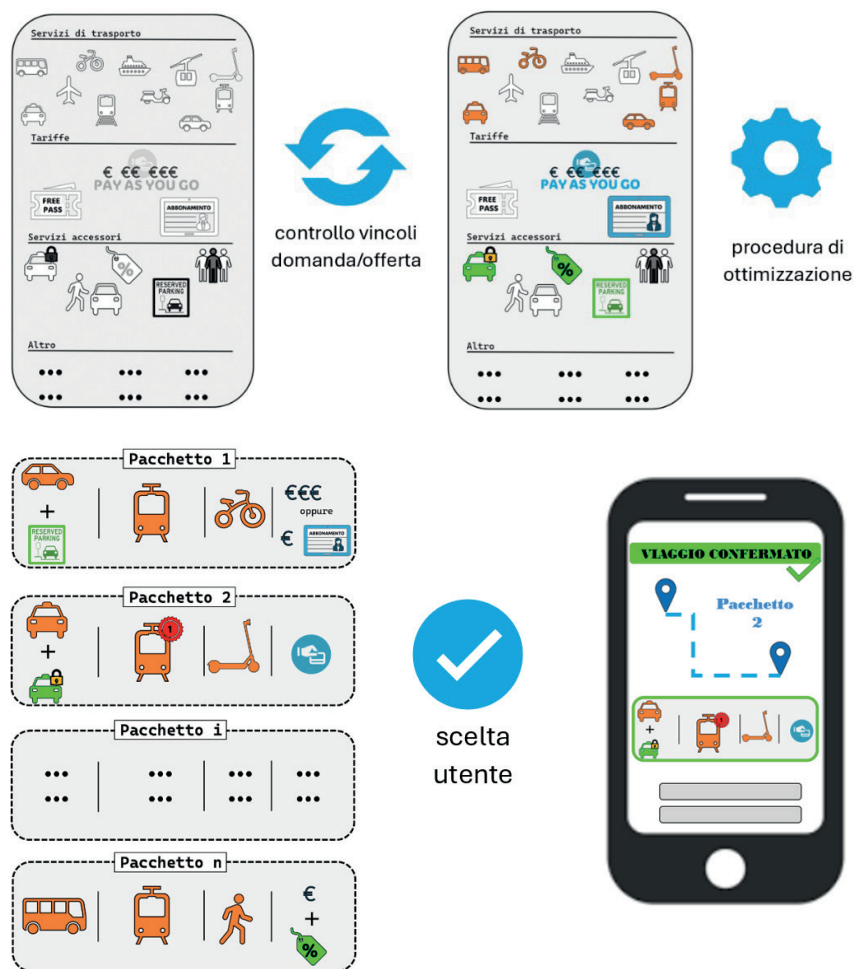 Servizi di trasporto
Tariffe
€ €€ €€€
PAY AS YOU GO
FREE
PASS
ABBONAMENTO
Servizi accessori
%
RESERVED
PARKING
Altro
... ... ...
... ... ...
controllo vincoli
domanda/offerta
Servizi di trasporto
Tariffe
€ €€ €€€
PAY AS YOU GO
FREE
PASS
ABBONAMENTO
Servizi accessori
%
RESERVED
PARKING
Altro
... ... ...
... ... ...
procedura di
ottimizzazione
Pacchetto 1
+
RESERVED
PARKING
€€€
oppure
€
ABBONAMENTO
Pacchetto 2
+
1
Pacchetto i
... ... ... ...
... ... ... ...
Pacchetto n
€
+
%
scelta
utente
VIAGGIO CONFERMATO
Pacchetto
2
+
1